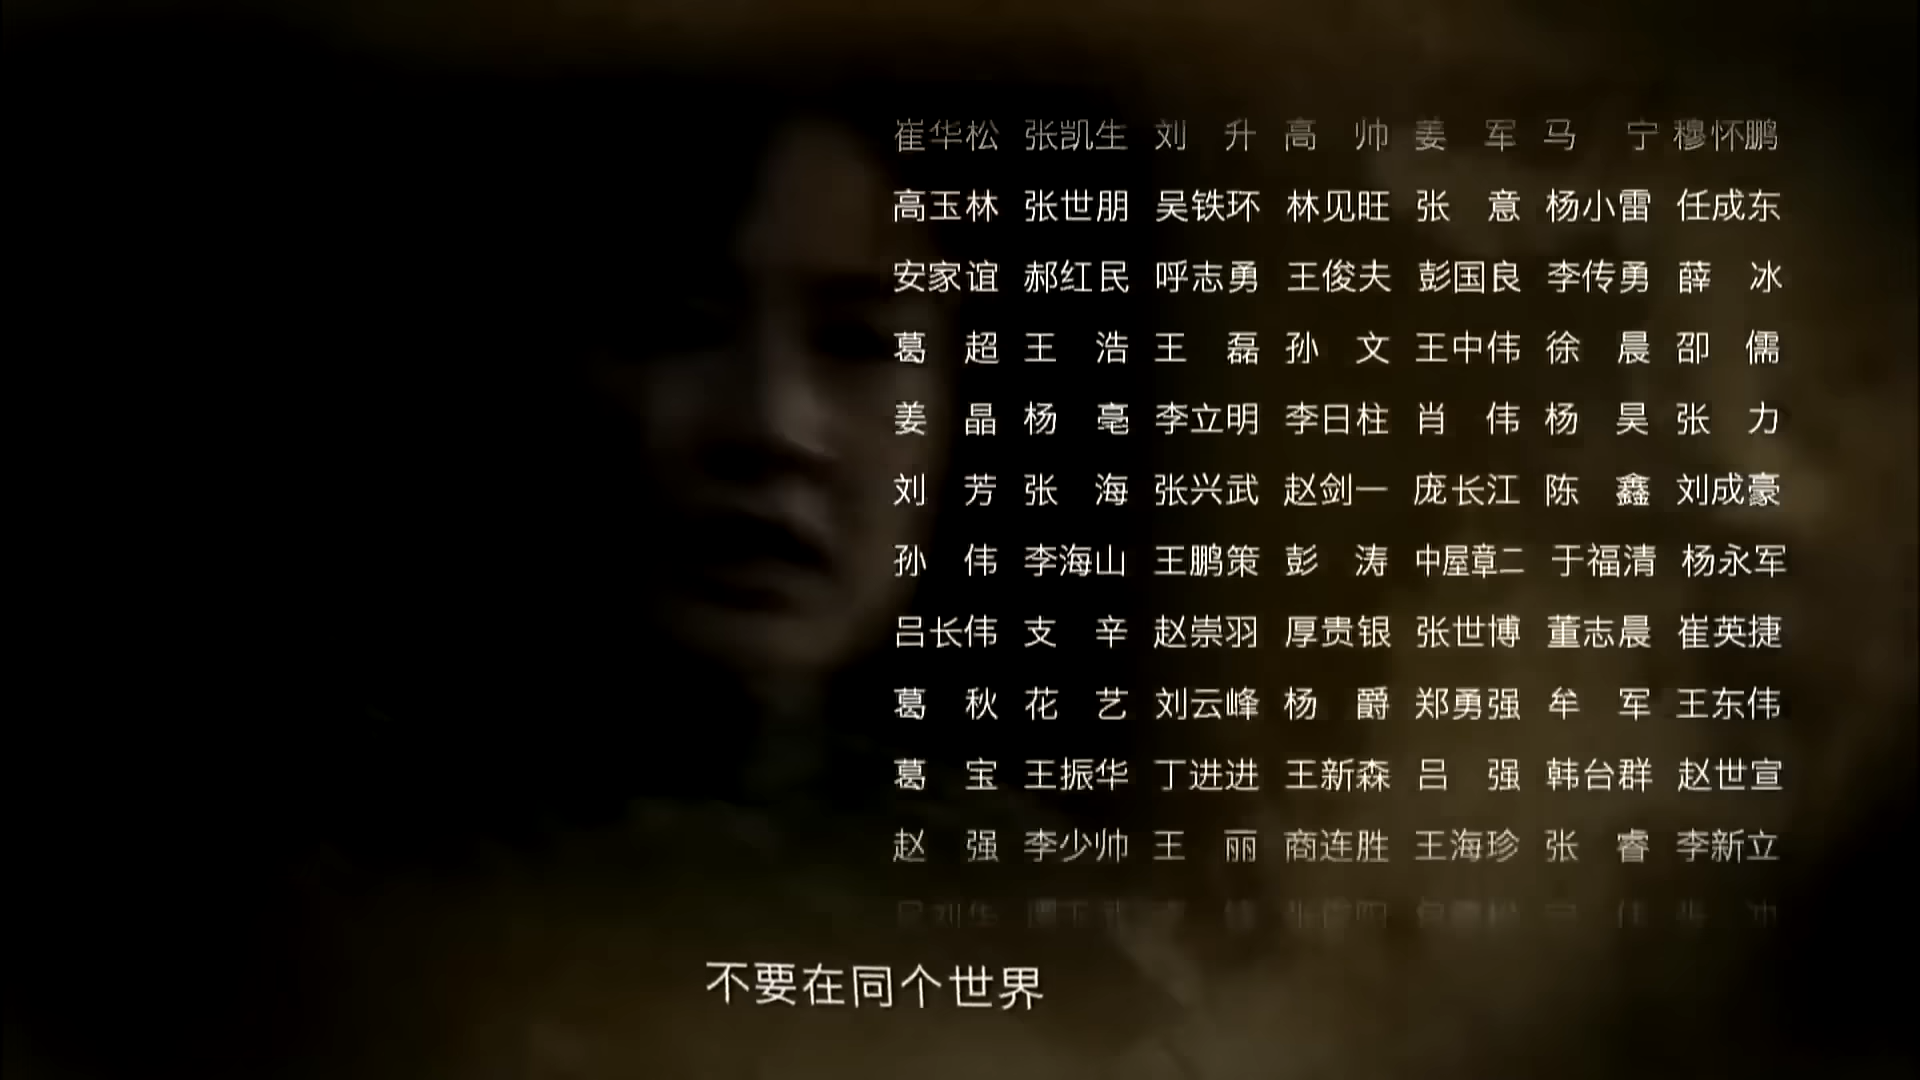 崔华松 张凯生 刘升 高帅 姜军 马宁 穆怀鹏
高玉林 张世朋 吴铁环 林见旺 张意 杨小雷 任成东
安家谊 郝红民 呼志勇 王俊夫 彭国良 李传勇 薛冰
葛超 王浩 王磊 孙文 王中伟 徐晨 邵儒
姜晶 杨毫 李立明 李日柱 肖伟 杨昊 张力
刘芳 张海 张兴武 赵剑一 庞长江 陈鑫 刘成豪
孙伟 李海山 王鹏策 彭涛 中屋章二 于福清 杨永军
吕长伟 支辛 赵崇羽 厚贵银 张世博 董志晨 崔英捷
葛秋 花艺 刘云峰 杨爵 郑勇强 牟军 王东伟
葛宝 王振华 丁进进 王新森 吕强 韩台群 赵世宣
赵强 李少帅 王丽 商连胜 王海珍 张睿 李新立
不要在同个世界